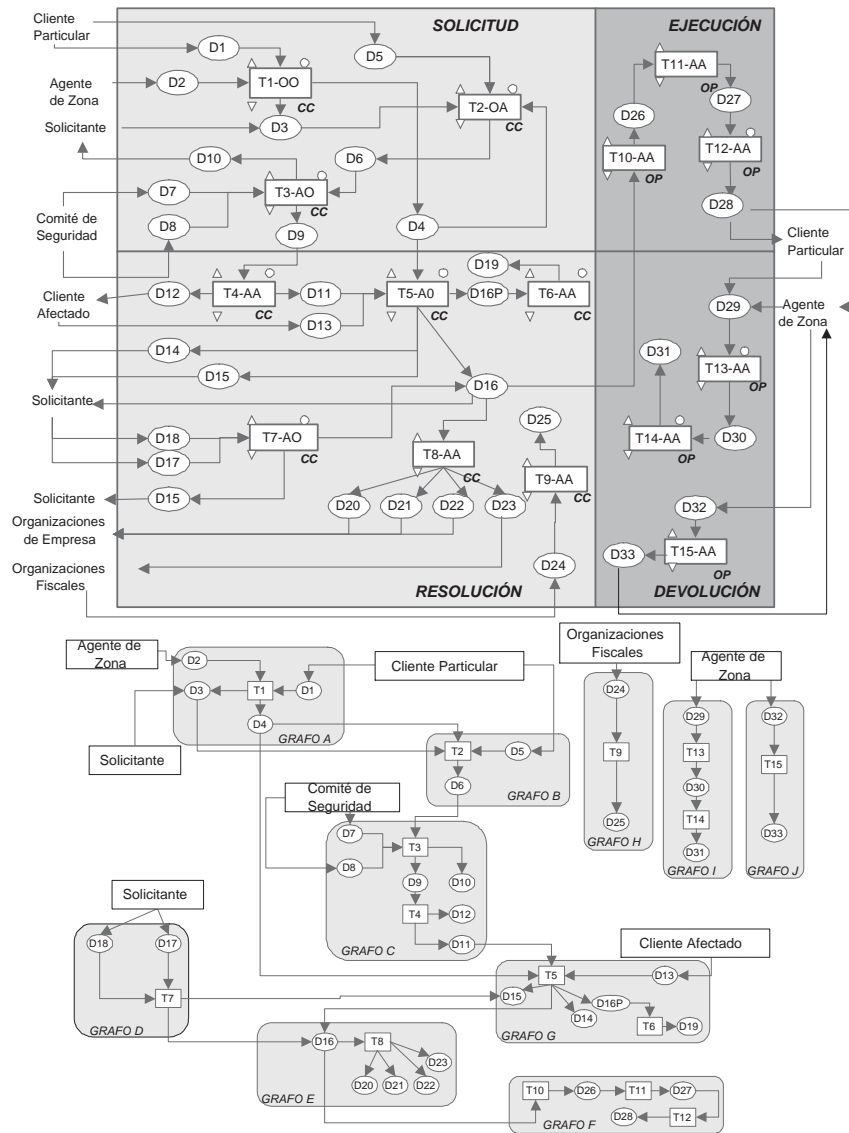 Cliente
Particular
SOLICITUD
EJECUCIÓN
D1
D5
T11-AA
OP
D2
T1-OO
CC
Agente
de Zona
T2-OA
CC
D26
D27
Solicitante
D3
T12-AA
OP
D10
D6
T10-AA
OP
D7
T3-AO
CC
D28
Comité de
Seguridad
D8
D9
D4
Cliente
Particular
D19
Cliente
Afectado
D12
T4-AA
CC
D11
T5-A0
CC
D16P
T6-AA
CC
D29
Agente
de Zona
D13
D14
D31
D15
T13-AA
OP
D16
Solicitante
D25
D18
T7-AO
CC
T14-AA
OP
D30
D17
T8-AA
CC
T9-AA
CC
Solicitante
D15
D20
D21
D22
D23
D32
Organizaciones
de Empresa
T15-AA
OP
D33
Organizaciones
Fiscales
D24
RESOLUCIÓN
DEVOLUCIÓN
Agente de
Zona
D2
Organizaciones
Fiscales
Agente de
Zona
D3
T1
D1
Cliente Particular
D24
D29
D32
D4
GRAFO A
Solicitante
T2
D5
T9
T13
T15
D6
GRAFO B
Comité de
Seguridad
D30
D7
T3
D25
T14
D33
D8
GRAFO H
D31
D9
D10
GRAFO I
GRAFO J
Solicitante
T4
D12
D18
D17
GRAFO C
D11
Cliente Afectado
T5
D13
T7
D15
D16P
D14
T6
D19
GRAFO D
GRAFO G
D16
T8
D23
D20
D21
D22
GRAFO E
T10
D26
T11
D27
D28
T12
GRAFO F